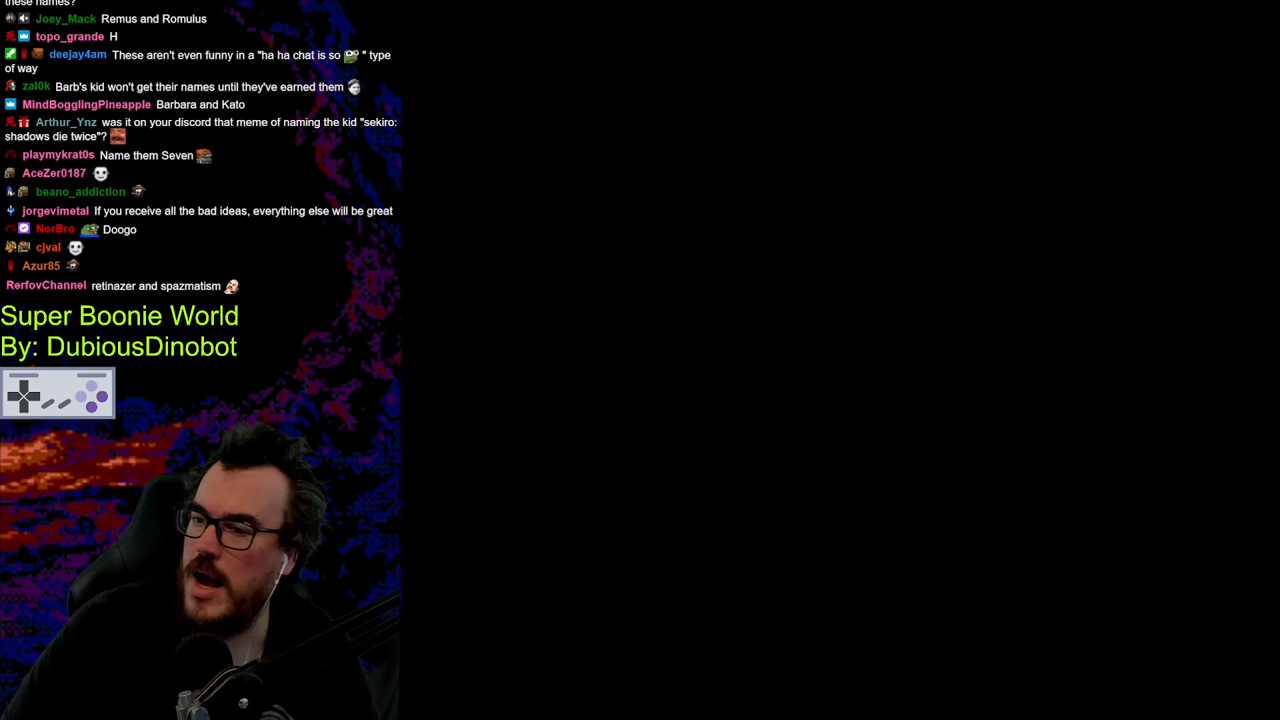 these names?
Joey_Mack Remus and Romulus
topo_grande H
deejay4am These aren't even funny in a "ha ha chat is so " type
of way
zal0k Barb's kid won't get their names until they've earned them
MindBogglingPineapple Barbara and Kato
Arthur_Ynz was it on your discord that meme of naming the kid "sekiro:
shadows die twice"?
playmykrat0s Name them Seven
AceZer0187
beano_addiction
jorgevimetal If you receive all the bad ideas, everything else will be great
NorBro Doogo
cjval
Azur85
RerfovChannel retinazer and spazmatism
Super Boonie World
By: DubiousDinobot